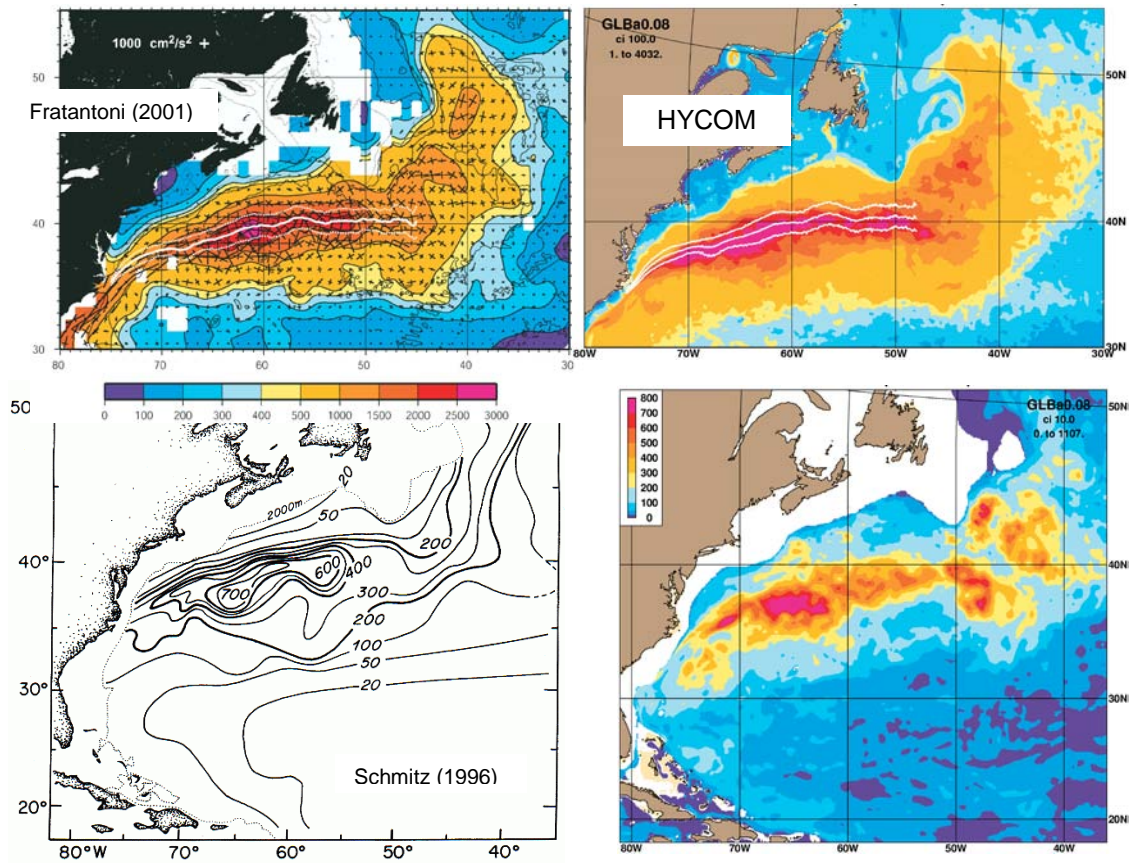 1000 cm²/s² +
Fratantoni (2001)
50
40
30
80 70 60 50 40 30
GLBa0.08
ci 100.0
1. to 4032.
HYCOM
50N
40N
30N
80W 70W 60W 50W 40W 30W
0 100 200 300 400 500 1000 1500 2000 2500 3000
50
40°
30°
20°
80°W 70° 60° 50° 40°
2000m
20
50
200
600
400
700
300
200
100
50
20
Schmitz (1996)
800
700
600
500
400
300
200
100
0
GLBa0.08
ci 10.0
0. to 1107.
50N
40N
30N
20N
80W 70W 60W 50W 40W